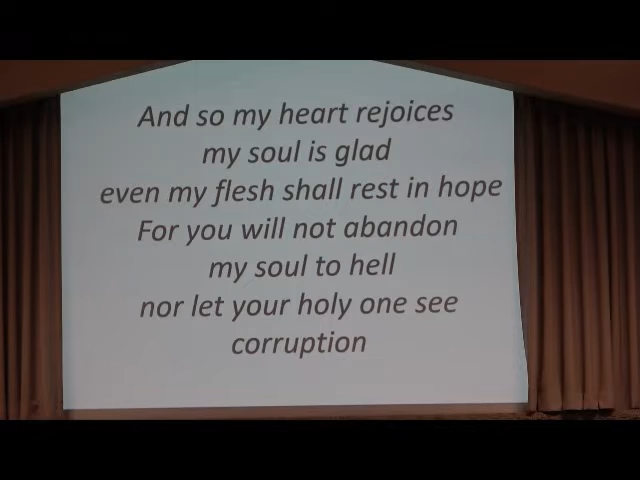 And so my heart rejoices
my soul is glad
even my flesh shall rest in hope
For you will not abandon
my soul to hell
nor let your holy one see
corruption